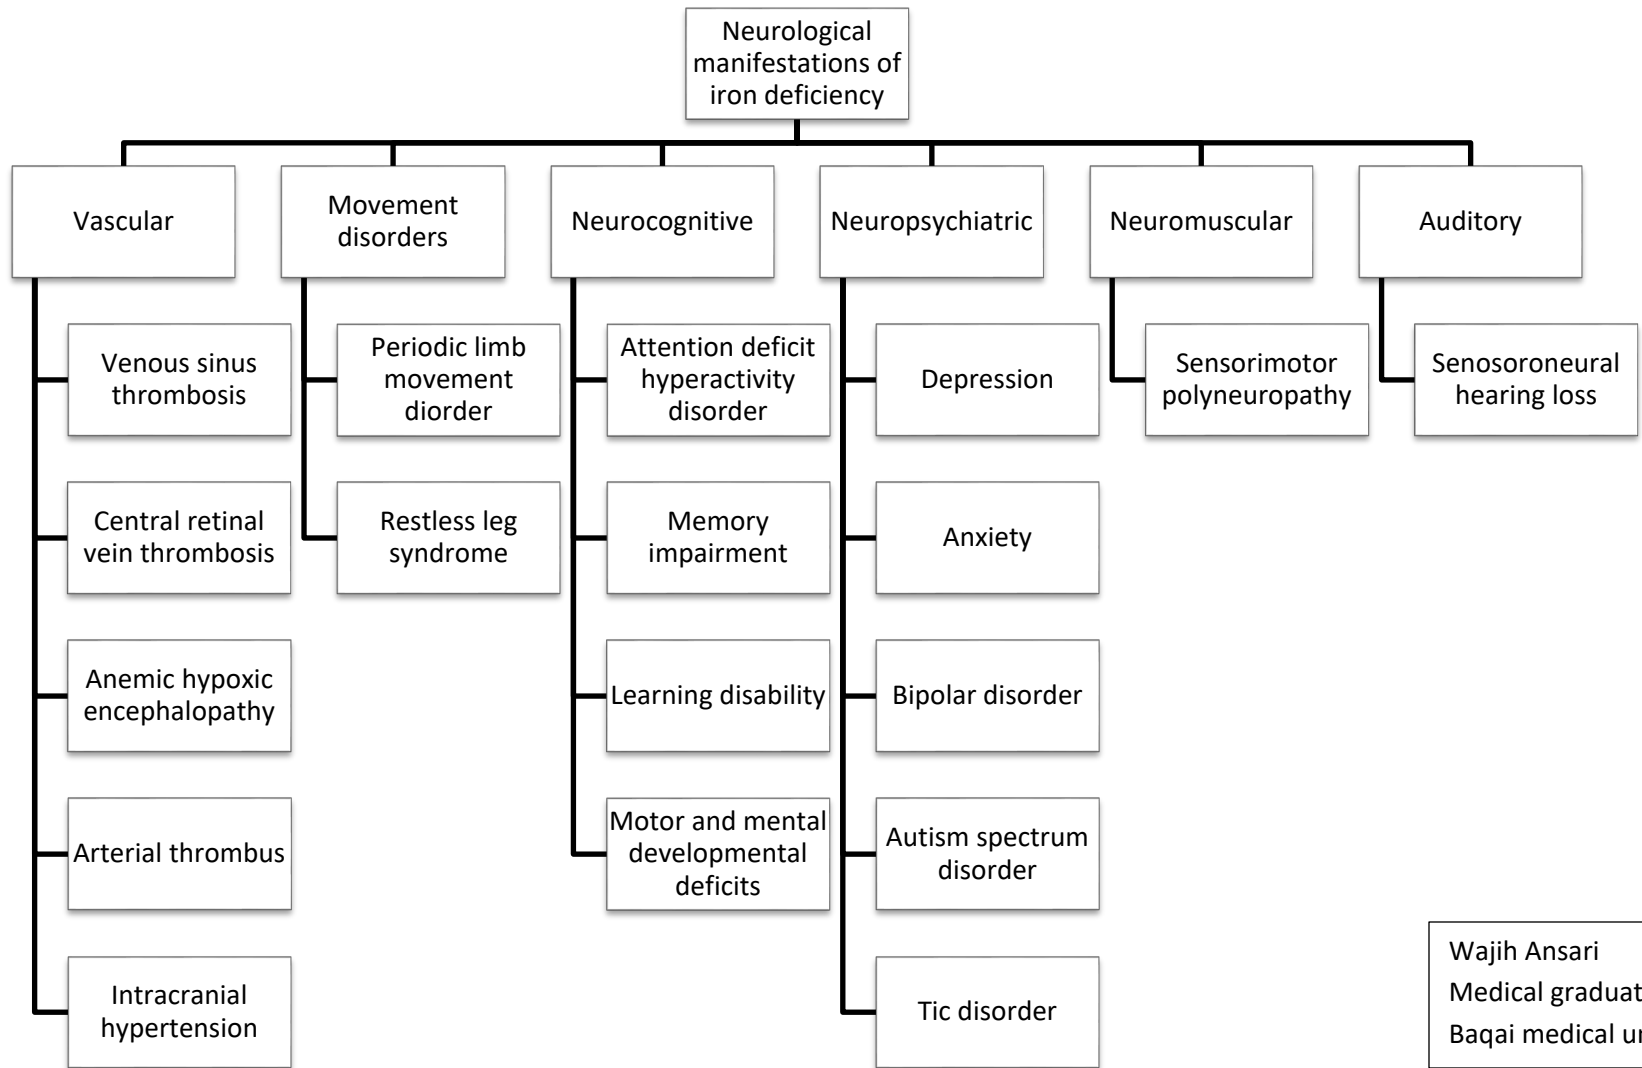 Neurological
manifestations of
iron deficiency
Vascular
Movement
disorders
Neurocognitive
Neuropsychiatric
Neuromuscular
Auditory
Venous sinus
thrombosis
Central retinal
vein thrombosis
Anemic hypoxic
encephalopathy
Arterial thrombus
Intracranial
hypertension
Periodic limb
movement
diorder
Restless leg
syndrome
Attention deficit
hyperactivity
disorder
Memory
impairment
Learning disability
Motor and mental
developmental
deficits
Depression
Anxiety
Bipolar disorder
Autism spectrum
disorder
Tic disorder
Sensorimotor
polyneuropathy
Senosoroneural
hearing loss
Wajih Ansari
Medical
Baqai medical